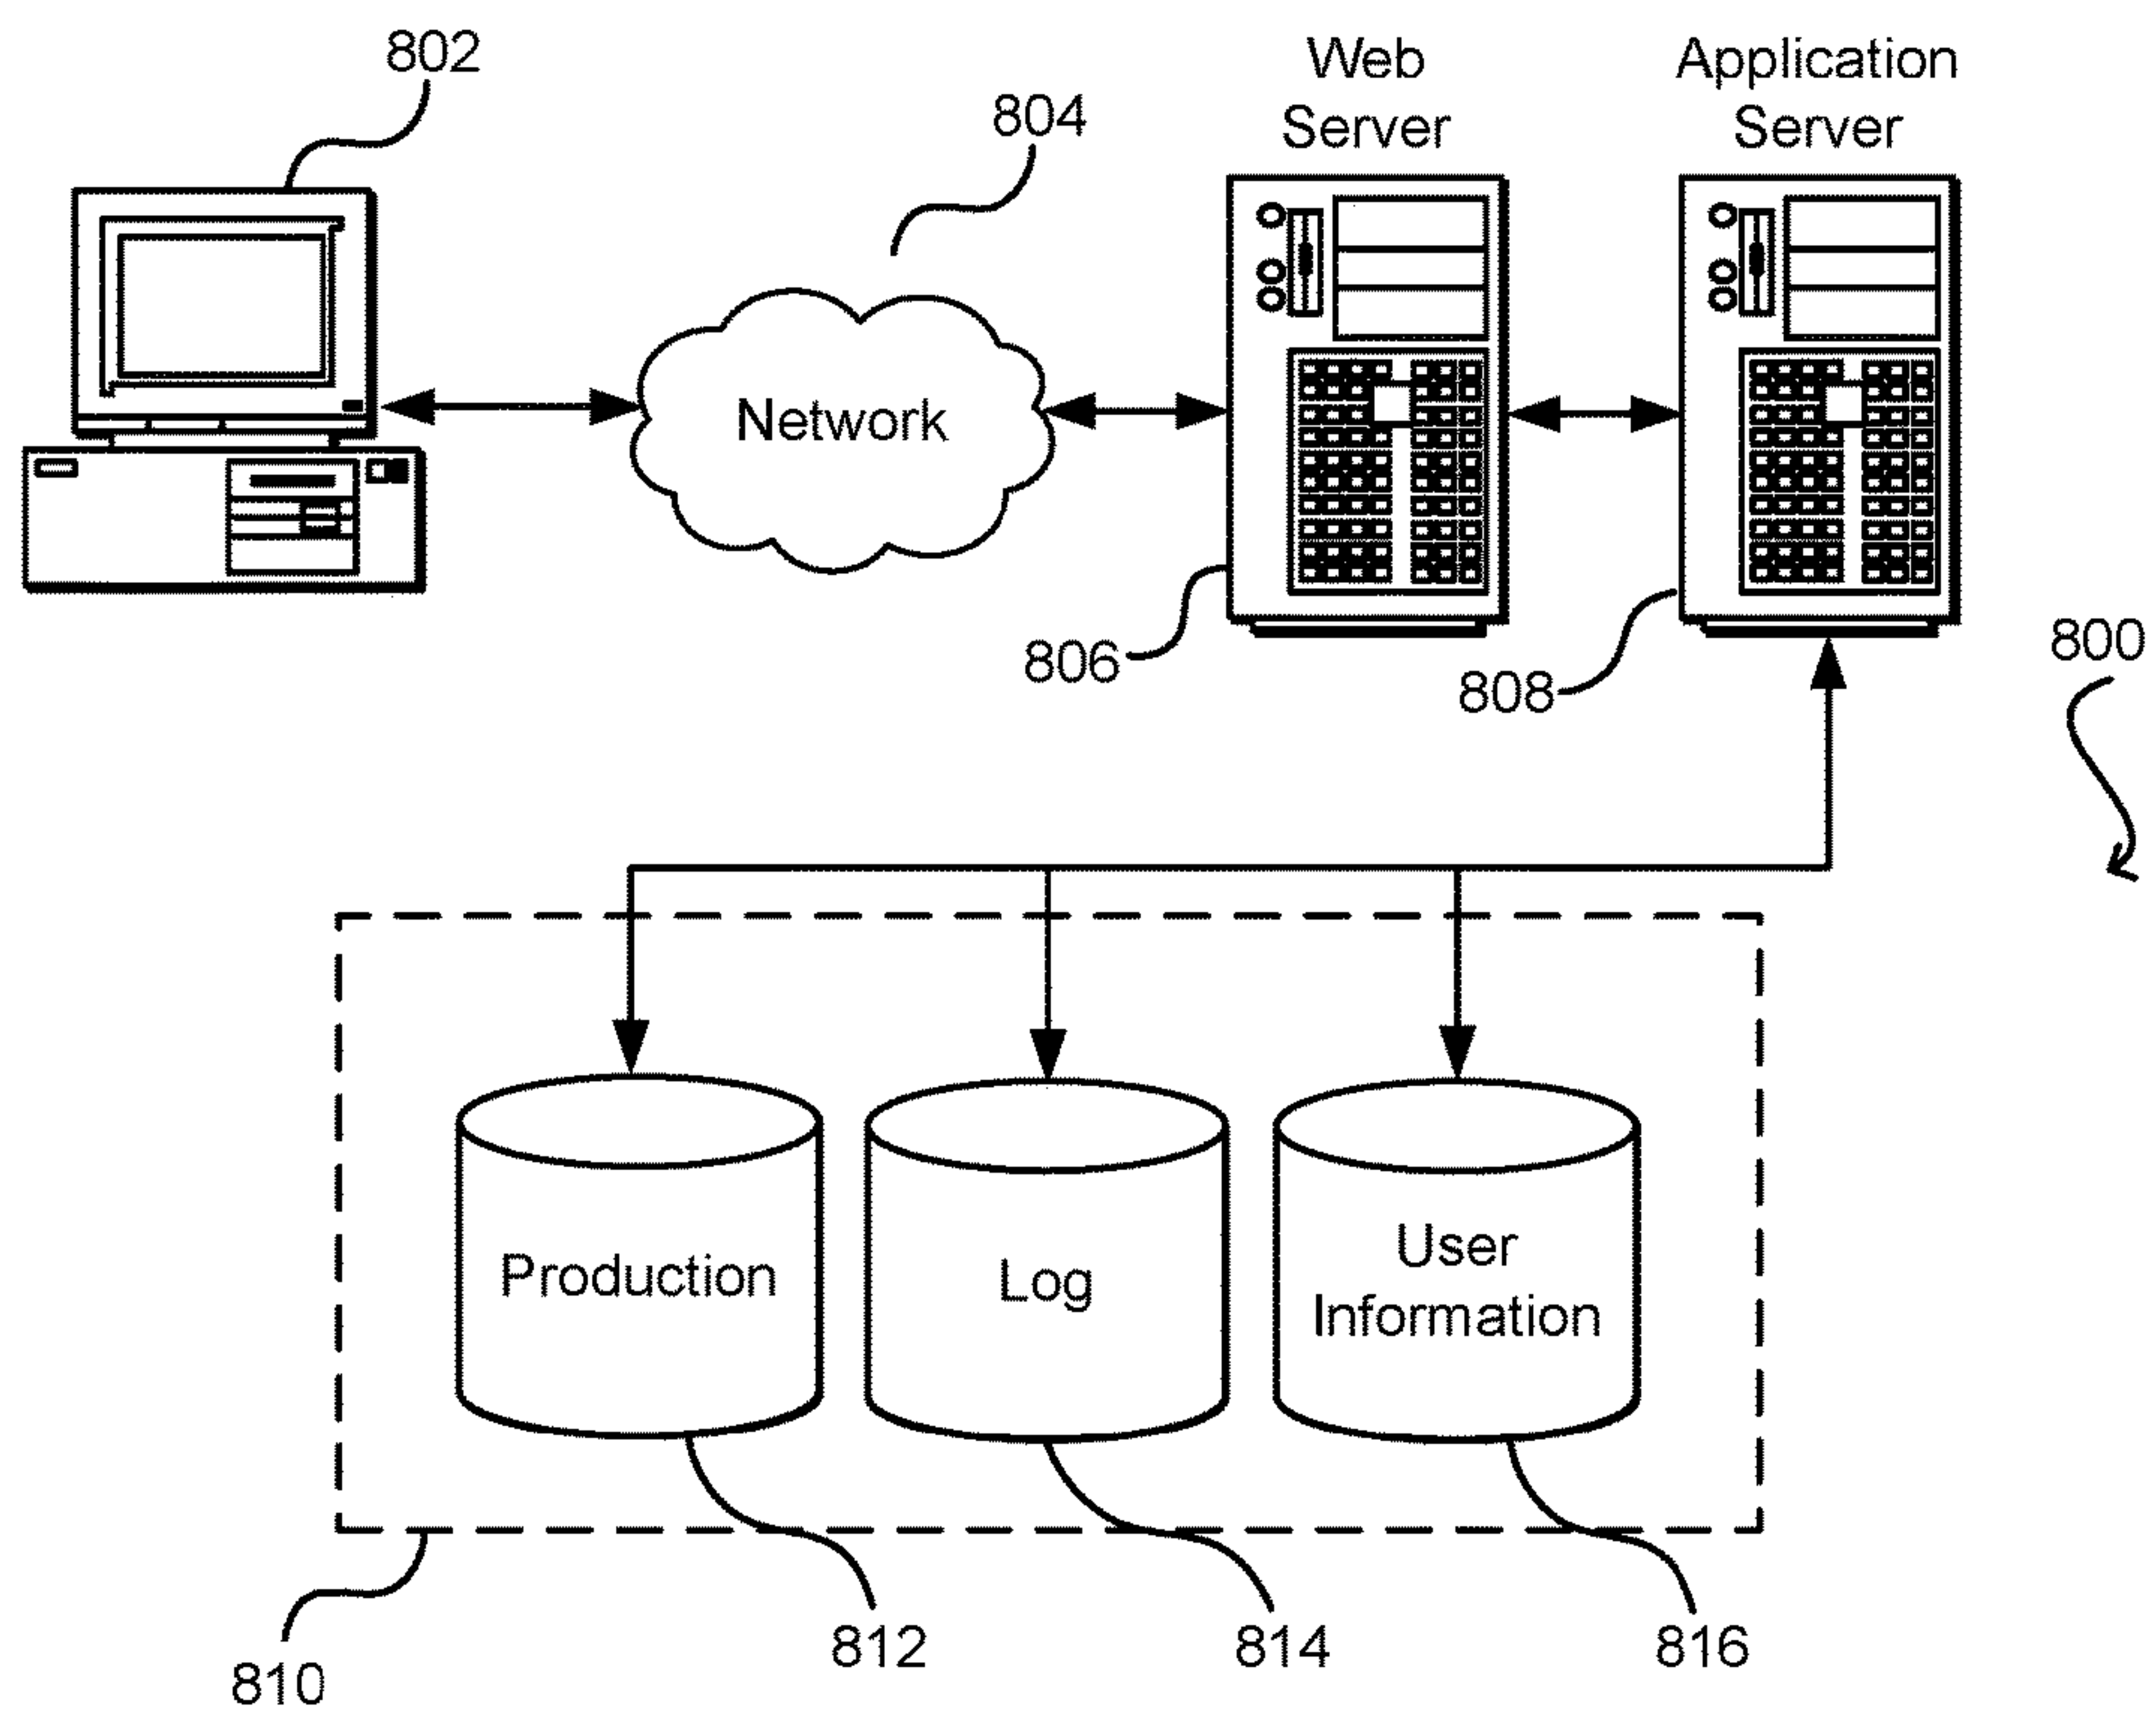 802
804
Web
Server
Application
Server
Network
806
808
800
Production
Log
User
Information
810
812
814
816